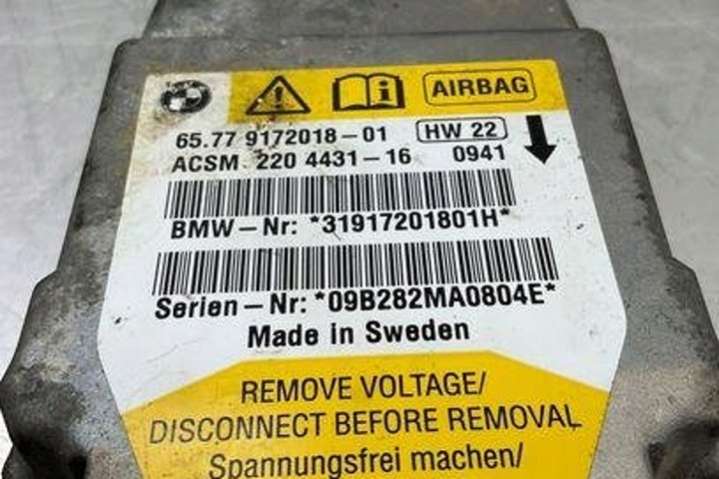 AIRBAG
65.77 9172018-01 HW 22
ACSM 220 4431-16 0941
BMW-Nr: *31917201801H*
Serien-Nr: *09B282MA0804E*
Made in Sweden
REMOVE VOLTAGE/
DISCONNECT BEFORE REMOVAL
Spannungsfrei machen/